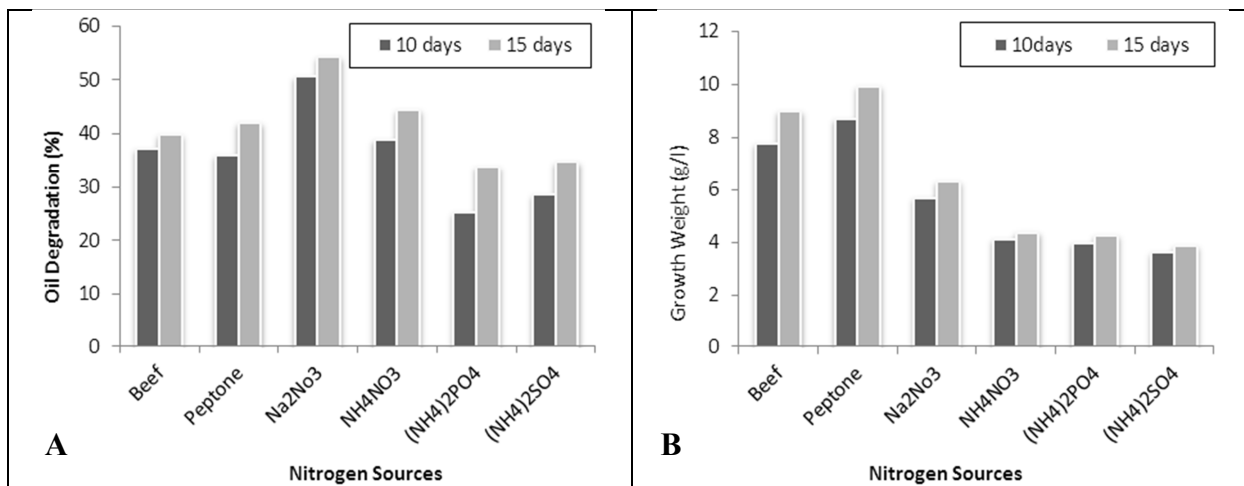 60
50
40
30
20
10
0
Oil Degradation (%)
10 days 15 days
Beef
Peptone
Na2No3
NH4NO3
(NH4)2PO4
(NH4)2SO4
A
Nitrogen Sources
12
10
8
6
4
2
0
Growth Weight (g/l)
10days 15 days
Beef
Peptone
Na2No3
NH4NO3
(NH4)2PO4
(NH4)2SO4
B
Nitrogen Sources